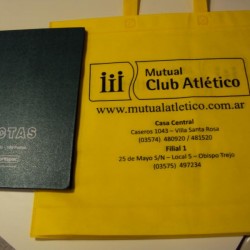 CTAS
Mutual
Club Atlético
www.mutualatletico.com.ar
Casa Central
Caseros 1043 - Villa Santa Rosa
(03574) 480920 / 481520
Filial 1
25 de Mayo S/N - Local 5 - Obispo Trejo
(03575) 497234